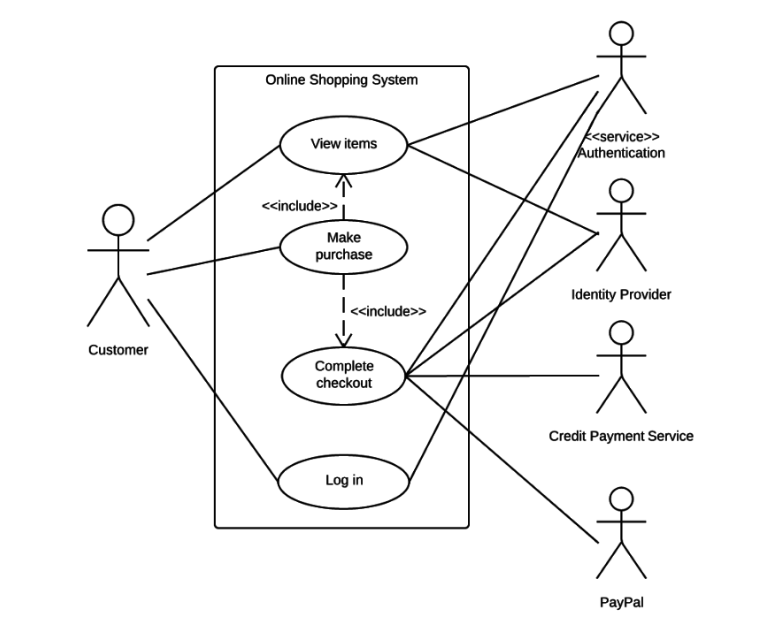 Online Shopping System
View items
<<service>>
Authentication
<<include>>
Make
purchase
Identity Provider
<<include>>
Customer
Complete
checkout
Credit Payment Service
Log in
PayPal